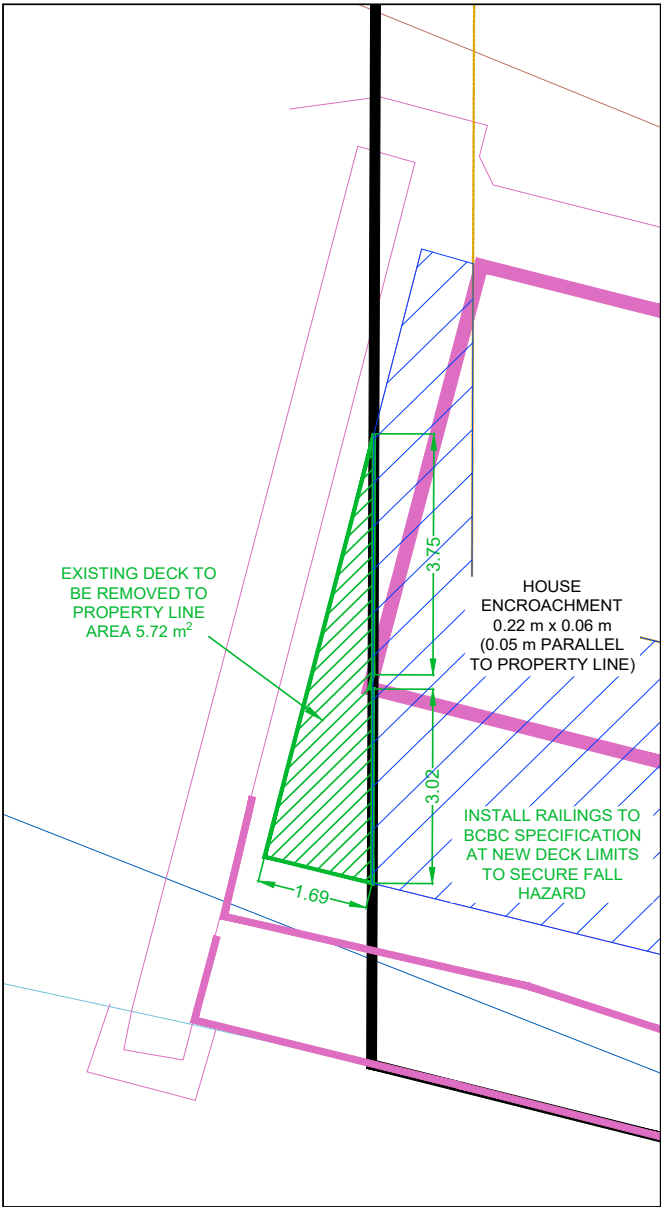 3.75
EXISTING DECK TO
BE REMOVED TO
PROPERTY LINE
AREA 5.72 m²
HOUSE
ENCROACHMENT
0.22 m x 0.06 m
(0.05 m PARALLEL
TO PROPERTY LINE)
3.02
INSTALL RAILINGS TO
BCBC SPECIFICATION
AT NEW DECK LIMITS
TO SECURE FALL
HAZARD
1.69